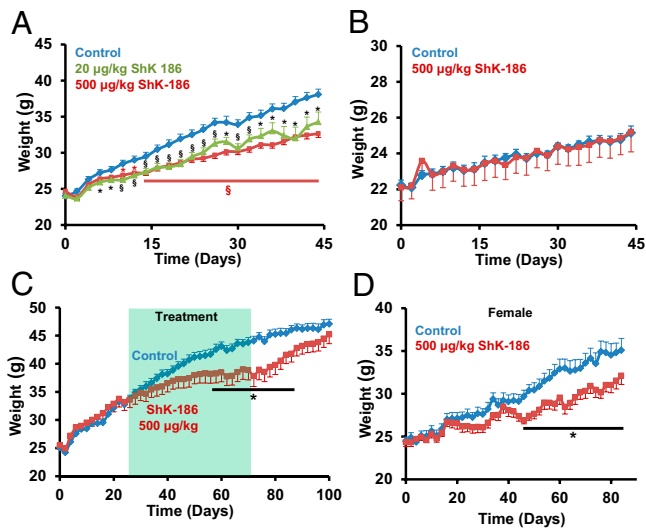 A
Control
20 µg/kg ShK 186
500 µg/kg ShK-186
45
40
35
30
25
20
Weight (g)
* * § § § § § § § § § § * § * * * * * *
*
§
0 15 30 45
Time (Days)
B
Control
500 µg/kg ShK-186
30
28
26
24
22
20
Weight (g)
0 15 30 45
Time (Days)
C
Treatment
Control
ShK-186
500 µg/kg
*
50
45
40
35
30
25
20
Weight (g)
0 20 40 60 80 100
Time (Days)
D
Female
Control
500 µg/kg ShK-186
*
45
40
35
30
25
20
Weight (g)
0 20 40 60 80
Time (Days)